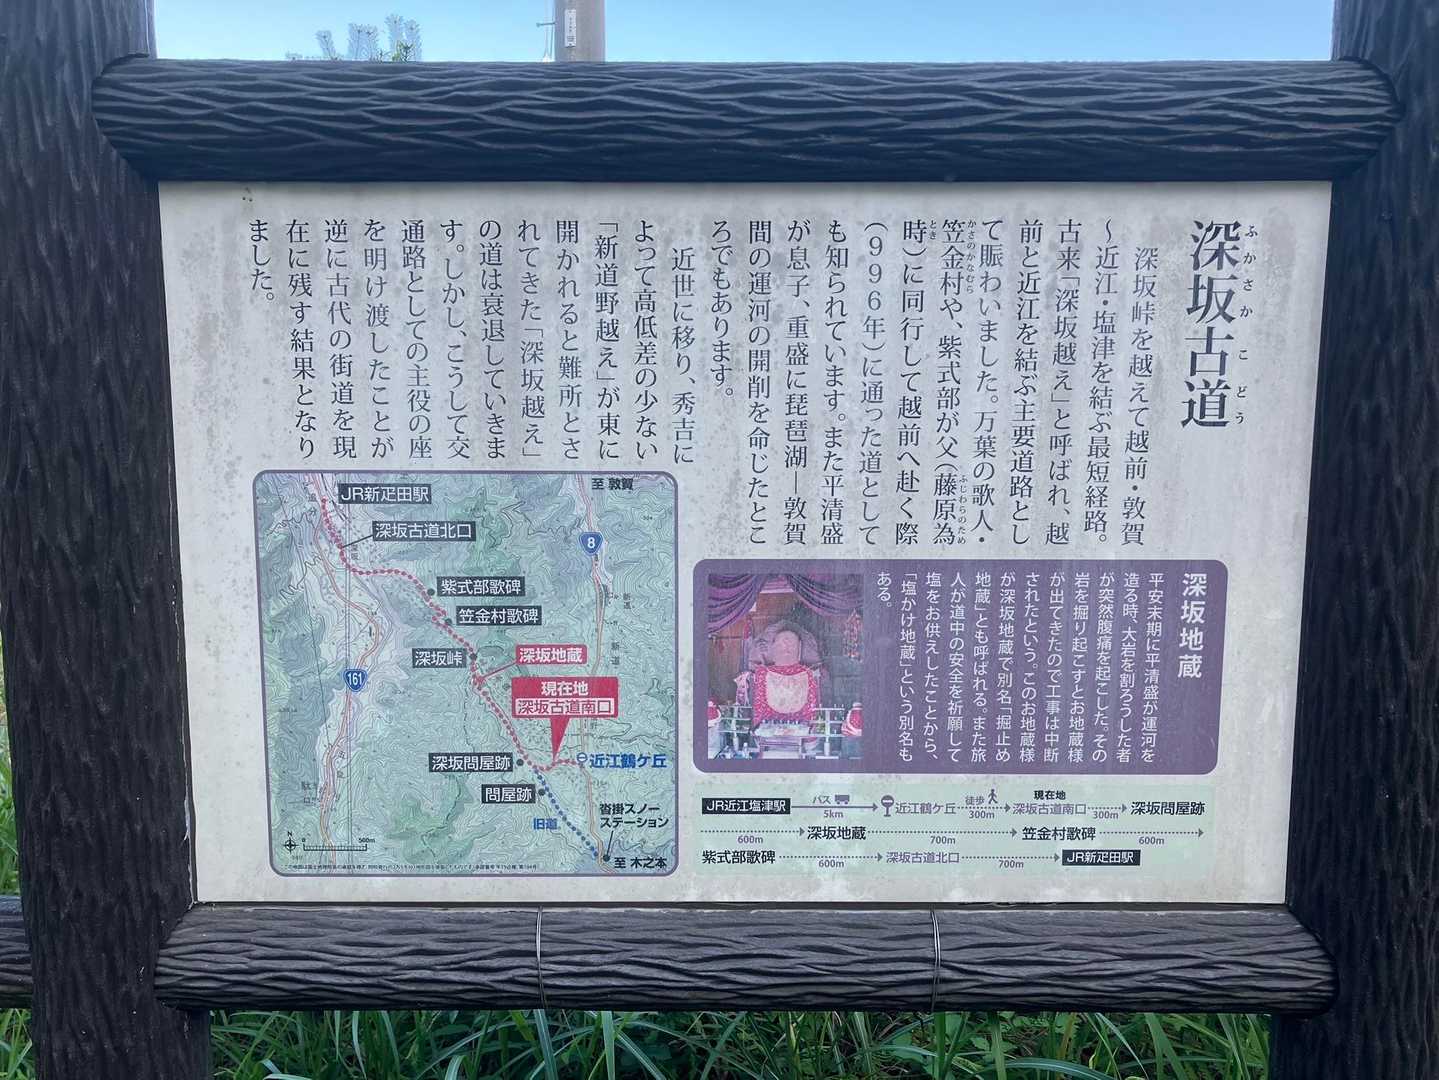 深坂古道
ふかさかこどう
深坂峠を越えて越前・敦賀
～近江・塩津を結ぶ最短経路。
古来「深坂越え」と呼ばれ、越
前と近江を結ぶ主要道路とし
て賑わいました。万葉の歌人・
笠金村や、紫式部が父(藤原為
かさのかなむら
ふじわらのため
時)に同行して越前へ赴く際
とき
(996年)に通った道として
も知られています。また平清盛
が息子、重盛に琵琶湖―敦賀
間の運河の開削を命じたとこ
ろでもあります。
近世に移り、秀吉に
よって高低差の少ない
「新道野越え」が東に
開かれると難所とさ
れてきた「深坂越え」
の道は衰退していきま
す。しかし、こうして交
通路としての主役の座
を明け渡したことが
逆に古代の街道を現
在に残す結果となり
ました。
深坂地蔵
平安末期に平清盛が運河を
造る時、大岩を割ろうした者
が突然腹痛を起こした。その
岩を掘り起こすとお地蔵様
が出てきたので工事は中断
されたという。このお地蔵様
が深坂地蔵で別名「掘止め
地蔵」とも呼ばれる。また旅
人が道中の安全を祈願して
塩をお供えしたことから、
「塩かけ地蔵」という別名も
ある。
至 敦賀
JR新疋田駅
深坂古道北口
8
紫式部歌碑
笠金村歌碑
深坂峠
深坂地蔵
161
現在地
深坂古道南口
深坂問屋跡
近江鶴ケ丘
問屋跡
旧道
沓掛スノー
ステーション
至 木之本
N
0
500m
JR近江塩津駅
バス
5km
近江鶴ケ丘
徒歩
300m
現在地
深坂古道南口
300m
深坂問屋跡
600m
深坂地蔵
700m
笠金村歌碑
600m
紫式部歌碑
600m
深坂古道北口
700m
JR新疋田駅